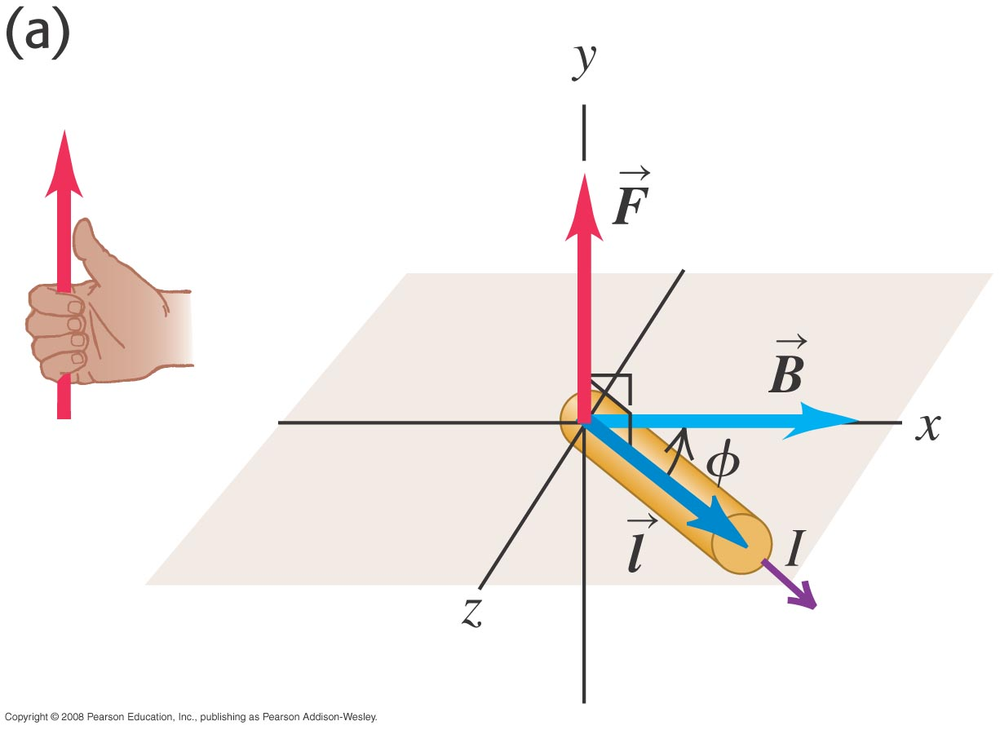 (a)
y
F
B
x
ϕ
l
I
z
Copyright © 2008 Pearson Education, Inc., publishing as Pearson Addison-Wesley.